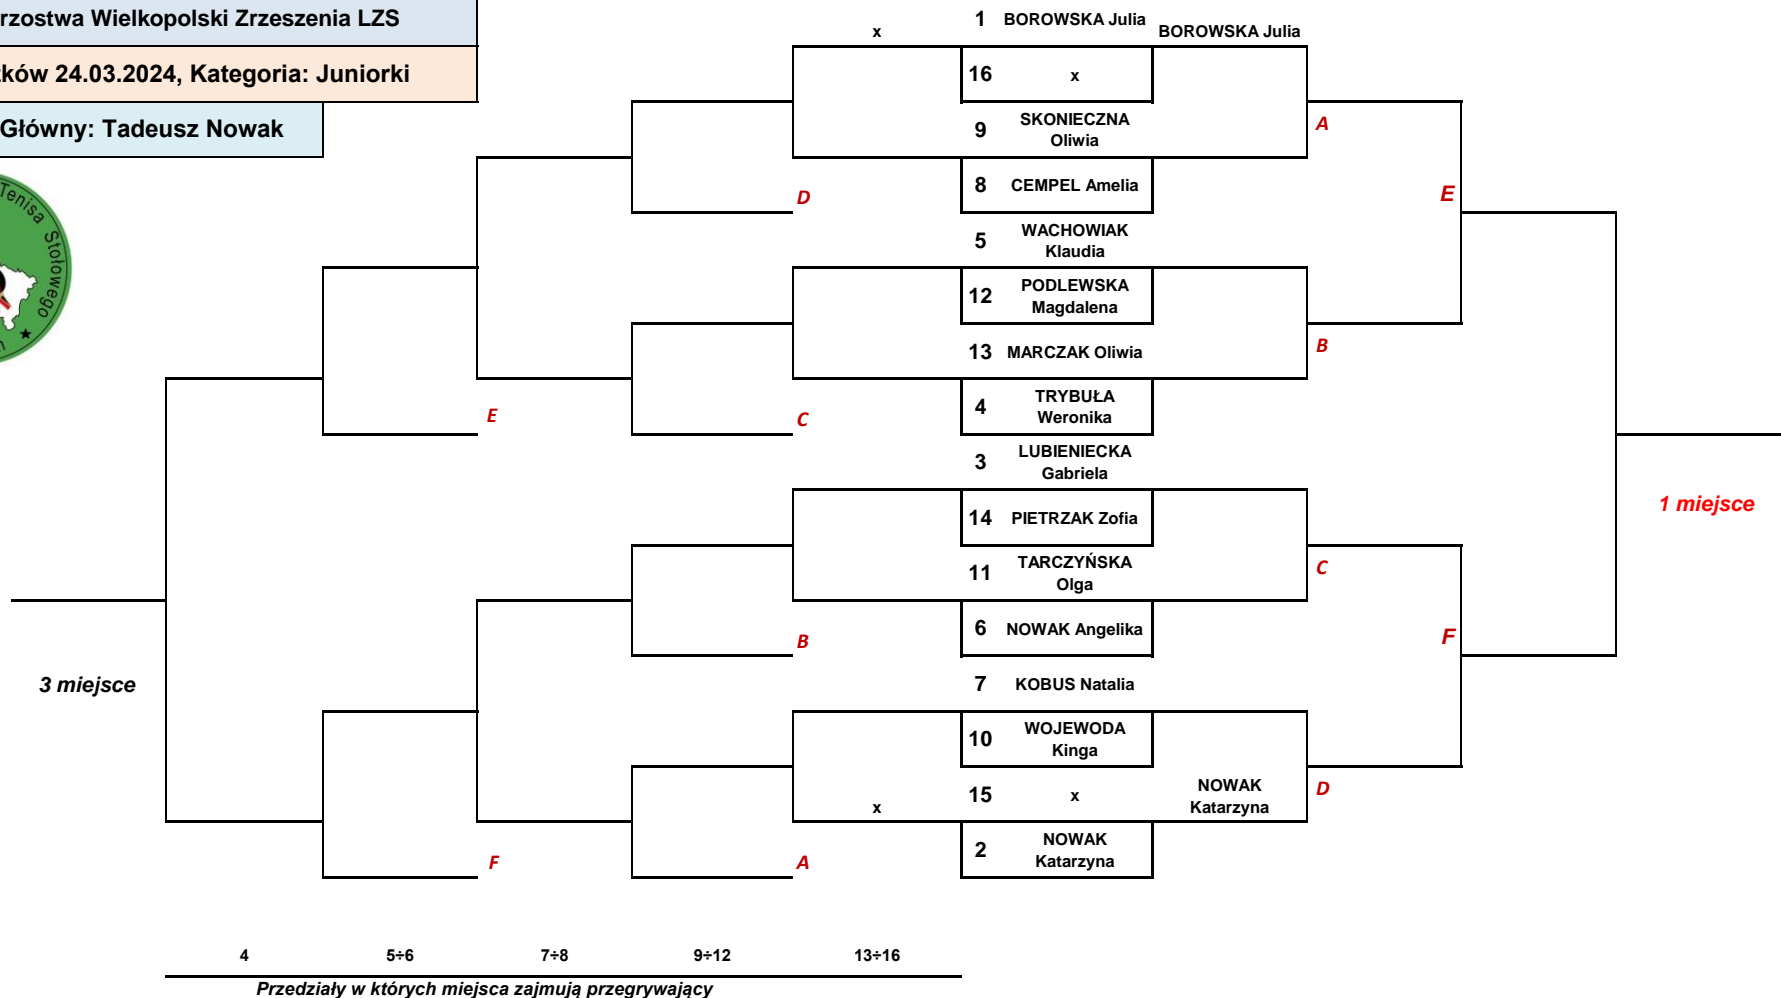 rzostwa Wielkopolski Zrzeszenia LZS
ków 24.03.2024, Kategoria: Juniorki
Główny: Tadeusz Nowak
Tenisa Stołowego
x
1 BOROWSKA Julia
BOROWSKA Julia
16 x
9 SKONIECZNA
Oliwia
A
8 CEMPEL Amelia
D
E
5 WACHOWIAK
Klaudia
12 PODLEWSKA
Magdalena
13 MARCZAK Oliwia
B
4 TRYBUŁA
Weronika
E
C
3 LUBIENIECKA
Gabriela
1 miejsce
14 PIETRZAK Zofia
11 TARCZYŃSKA
Olga
C
6 NOWAK Angelika
B
F
3 miejsce
7 KOBUS Natalia
10 WOJEWODA
Kinga
x
15 x
NOWAK
Katarzyna
D
2 NOWAK
Katarzyna
F
A
4 5÷6 7÷8 9÷12 13÷16
Przedziały w których miejsca zajmują przegrywający